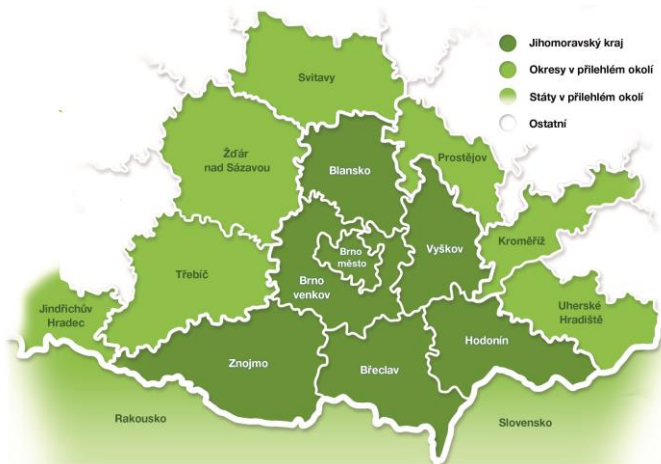 Jihomoravský kraj
Okresy v přilehlém okolí
Státy v přilehlém okolí
Ostatní
Svitavy
Žďár
nad Sázavou
Blansko
Prostějov
Brno
město
Vyškov
Kroměříž
Třebíč
Brno
venkov
Jindřichův
Hradec
Uherské
Hradiště
Znojmo
Břeclav
Hodonín
Rakousko
Slovensko